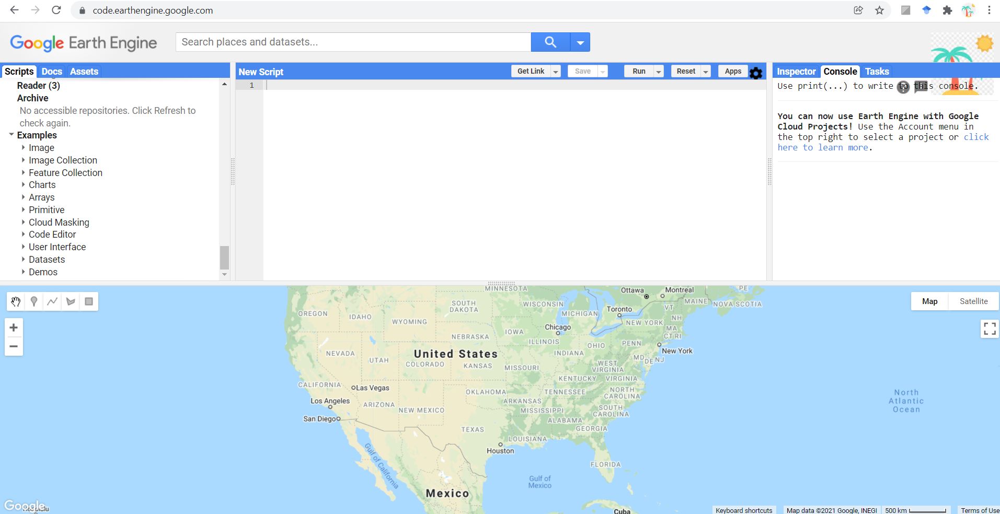 code.earthengine.google.com
Google Earth Engine
Search places and datasets...
Scripts Docs Assets
Reader (3)
Archive
No accessible repositories. Click Refresh to
check again.
Examples
Image
Image Collection
Feature Collection
Charts
Arrays
Primitive
Cloud Masking
Code Editor
User Interface
Datasets
Demos
New Script
Get Link Save Run Reset Apps
1
Inspector Console Tasks
Use print(...) to write to this console.
You can now use Earth Engine with Google
Cloud Projects! Use the Account menu in
the top right to select a project or click
here to learn more.
Map Satellite
MINNESOTA
Ottawa
Montreal
PE
SOUTH
DAKOTA
WISCONSIN
MICHIGAN
Toronto
VT
MAINE
NOVA SCOTIA
OREGON
IDAHO
WYOMING
NH
Chicago
NEW YORK
MA
CT RI
NEBRASKA
IOWA
ILLINOIS
OHIO
PENN
NEVADA
UTAH
United States
COLORADO
KANSAS
MISSOURI
INDIANA
New York
MD
DE
NJ
WEST
VIRGINIA
KENTUCKY
VIRGINIA
CALIFORNIA
Las Vegas
OKLAHOMA
TENNESSEE
NORTH
CAROLINA
Los Angeles
ARIZONA
NEW MEXICO
ARKANSAS
MISSISSIPPI
SOUTH
CAROLINA
San Diego
ALABAMA
TEXAS
GEORGIA
LOUISIANA
Houston
FLORIDA
Gulf of California
Gulf of
Mexico
Mexico
Cuba
North
Atlantic
Ocean
Google
Honolulu
Keyboard shortcuts
Map data ©2021 Google, INEGI
500 km
Terms of Use